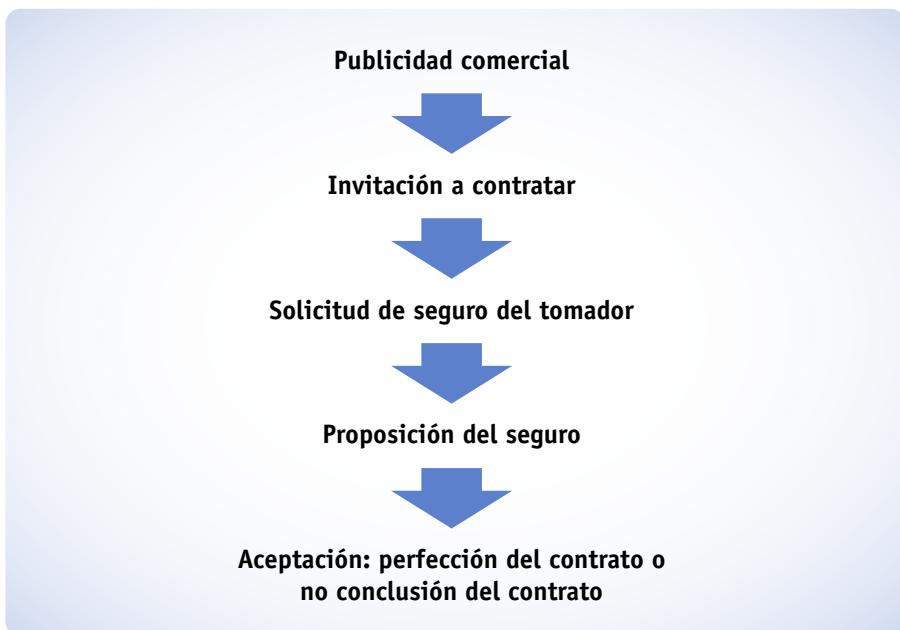 Publicidad comercial
Invitación a contratar
Solicitud de seguro del tomador
Proposición del seguro
Aceptación: perfección del contrato o
no conclusión del contrato